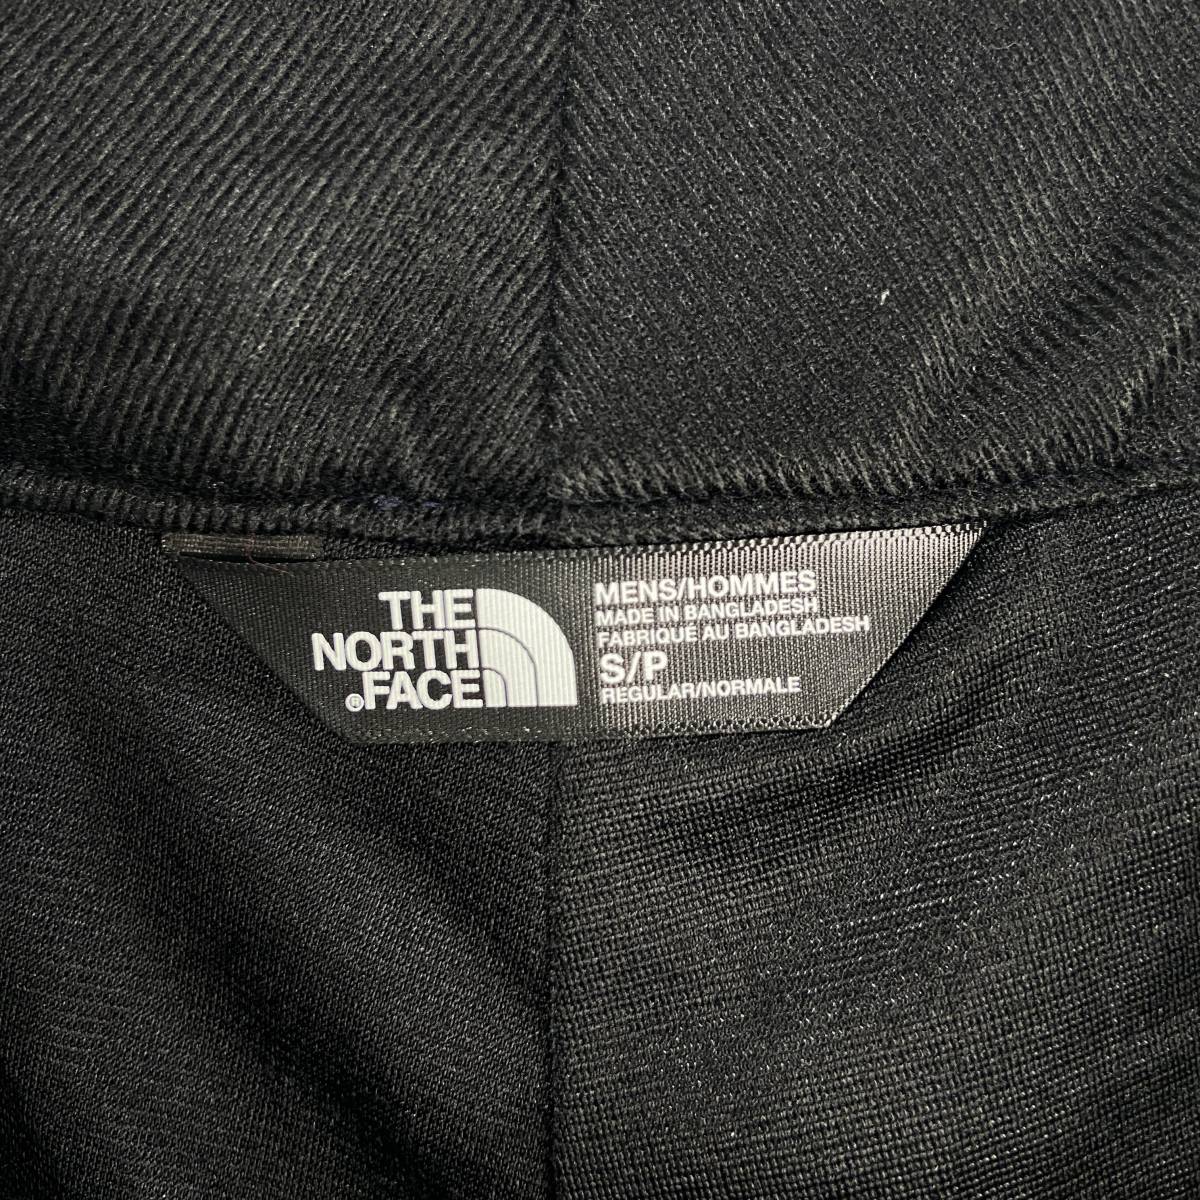 THE
NORTH
® FACE
MENS/HOMMES
MADE IN BANGLADESH
FABRIQUE AU BANGLADESH
S/P
REGULAR/NORMALE